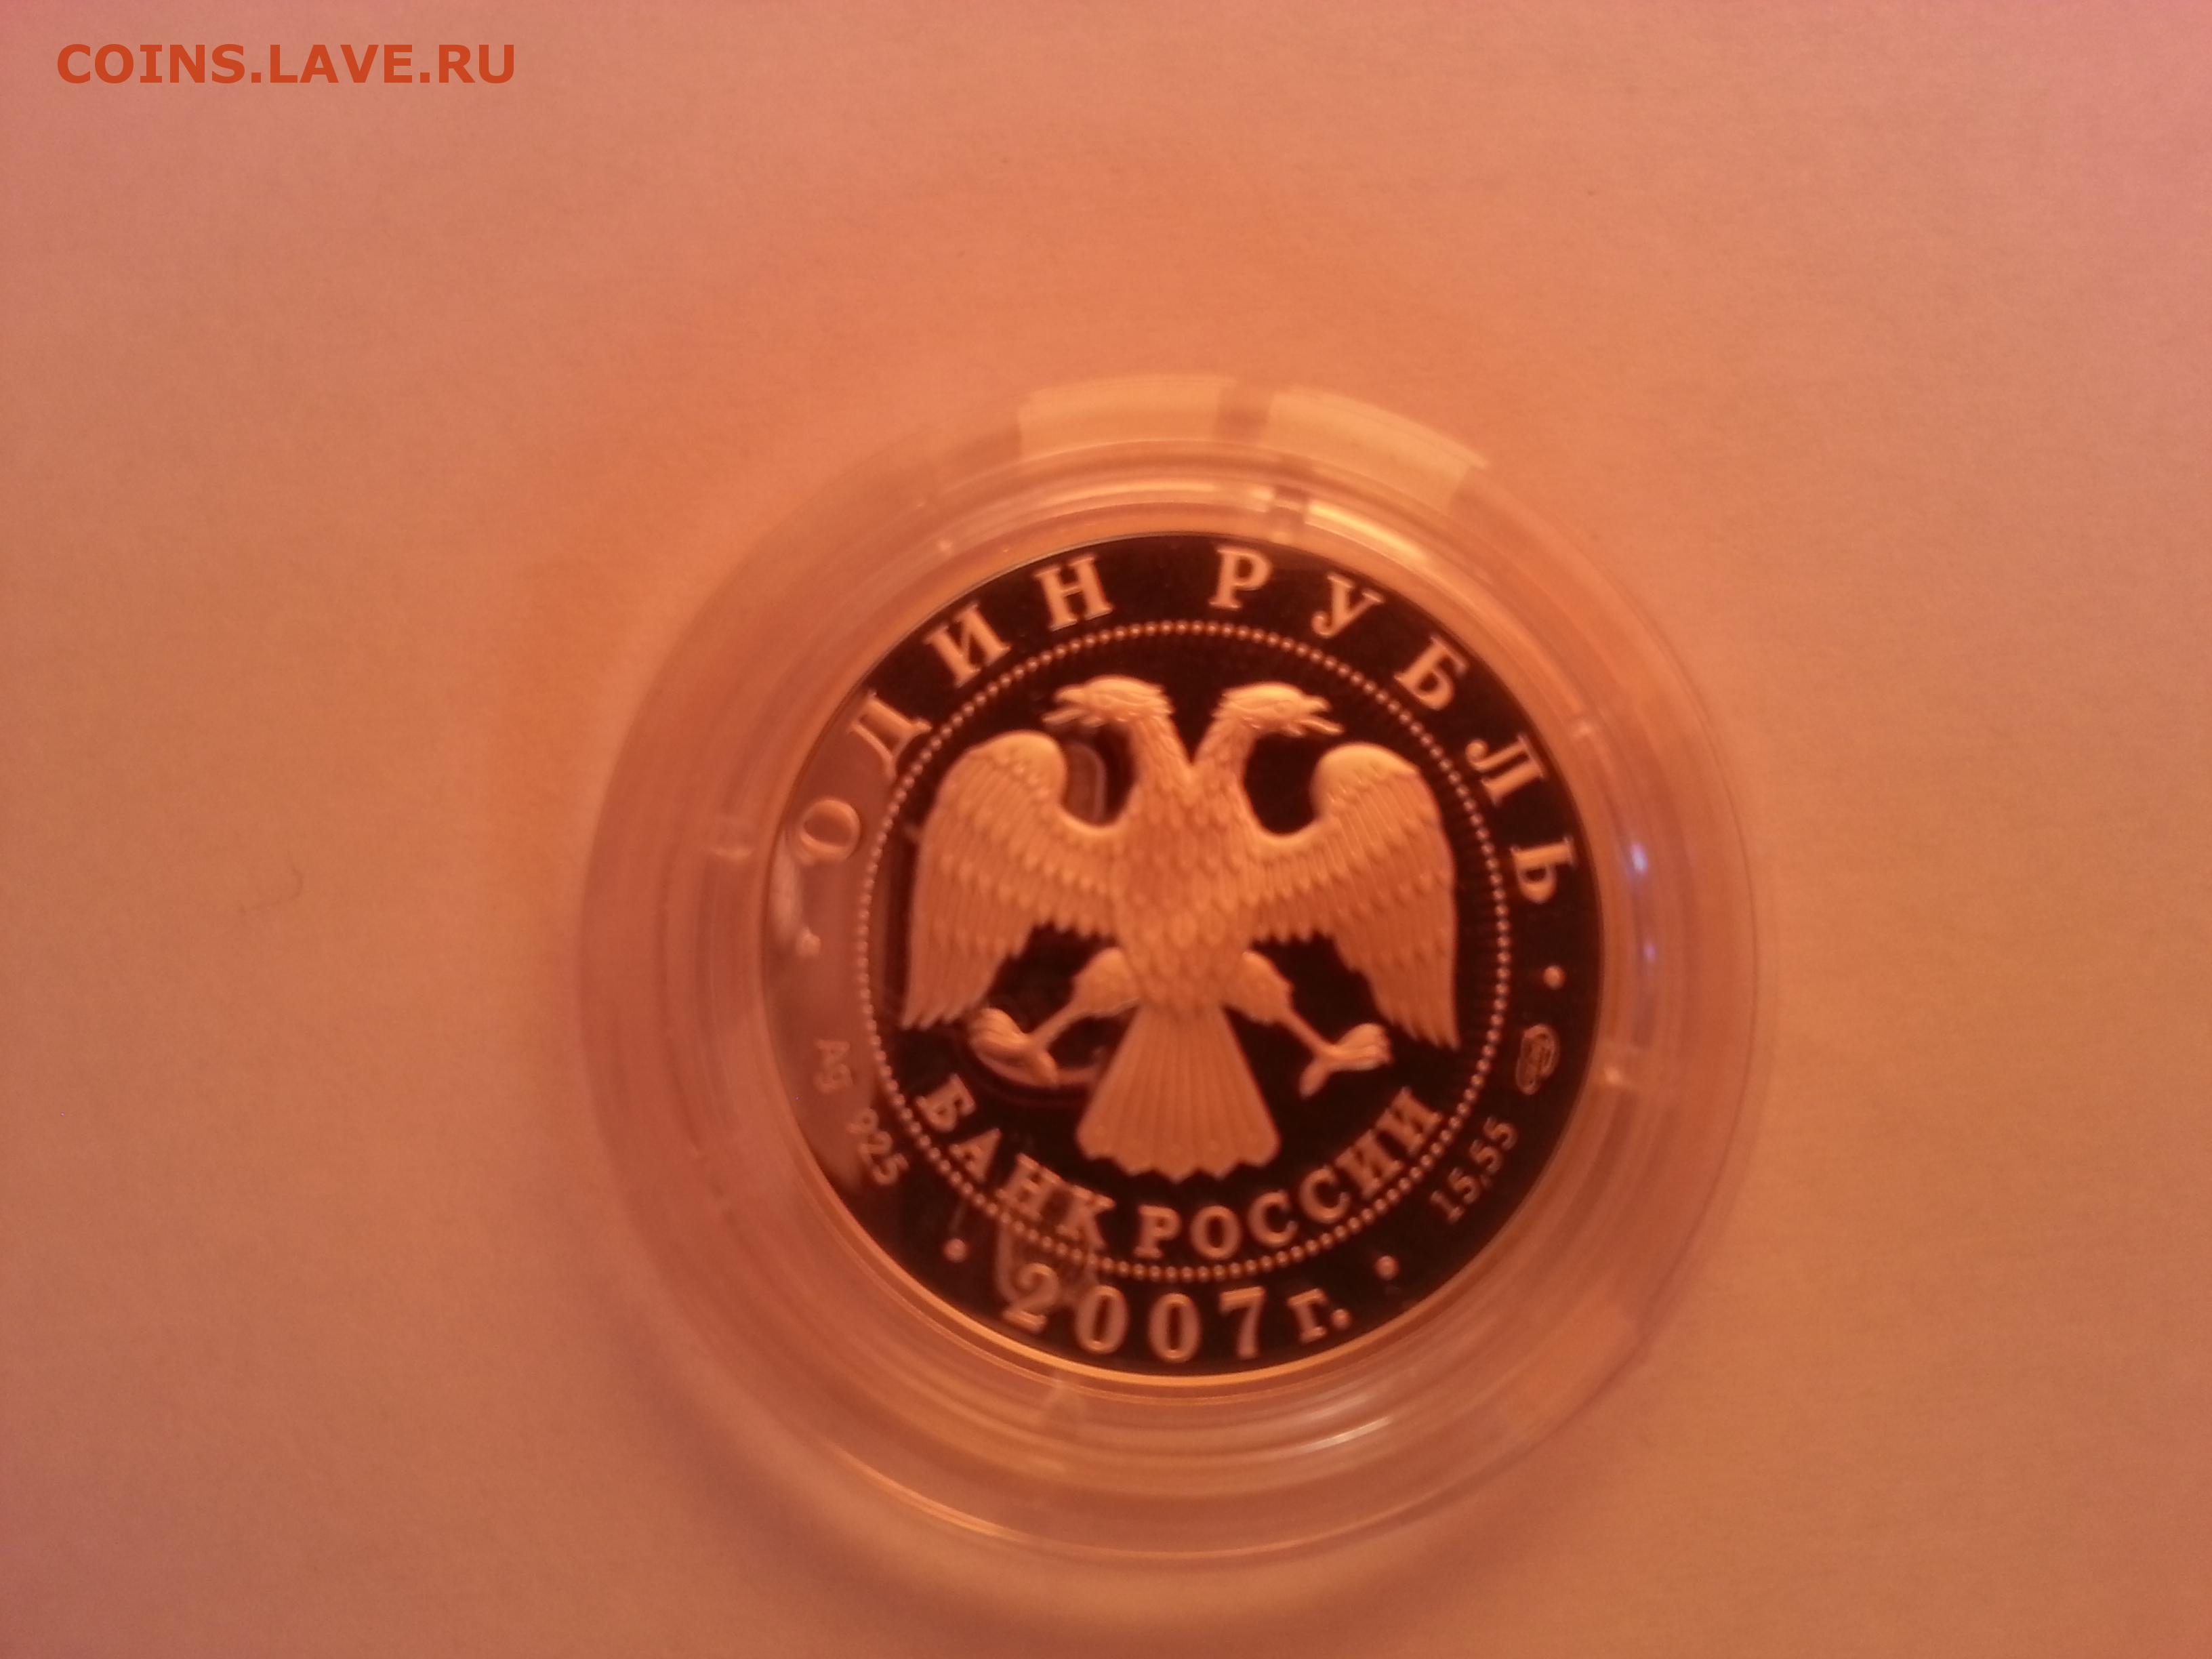 COINS.LAVE.RU
ОДИН РУБЛЬ
БАНК РОССИИ
Ag 925
• 2007 г. •
15,55